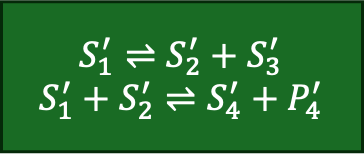 S′₁ ⇌ S′₂ + S′₃
S′₁ + S′₂ ⇌ S′₄ + P′₄